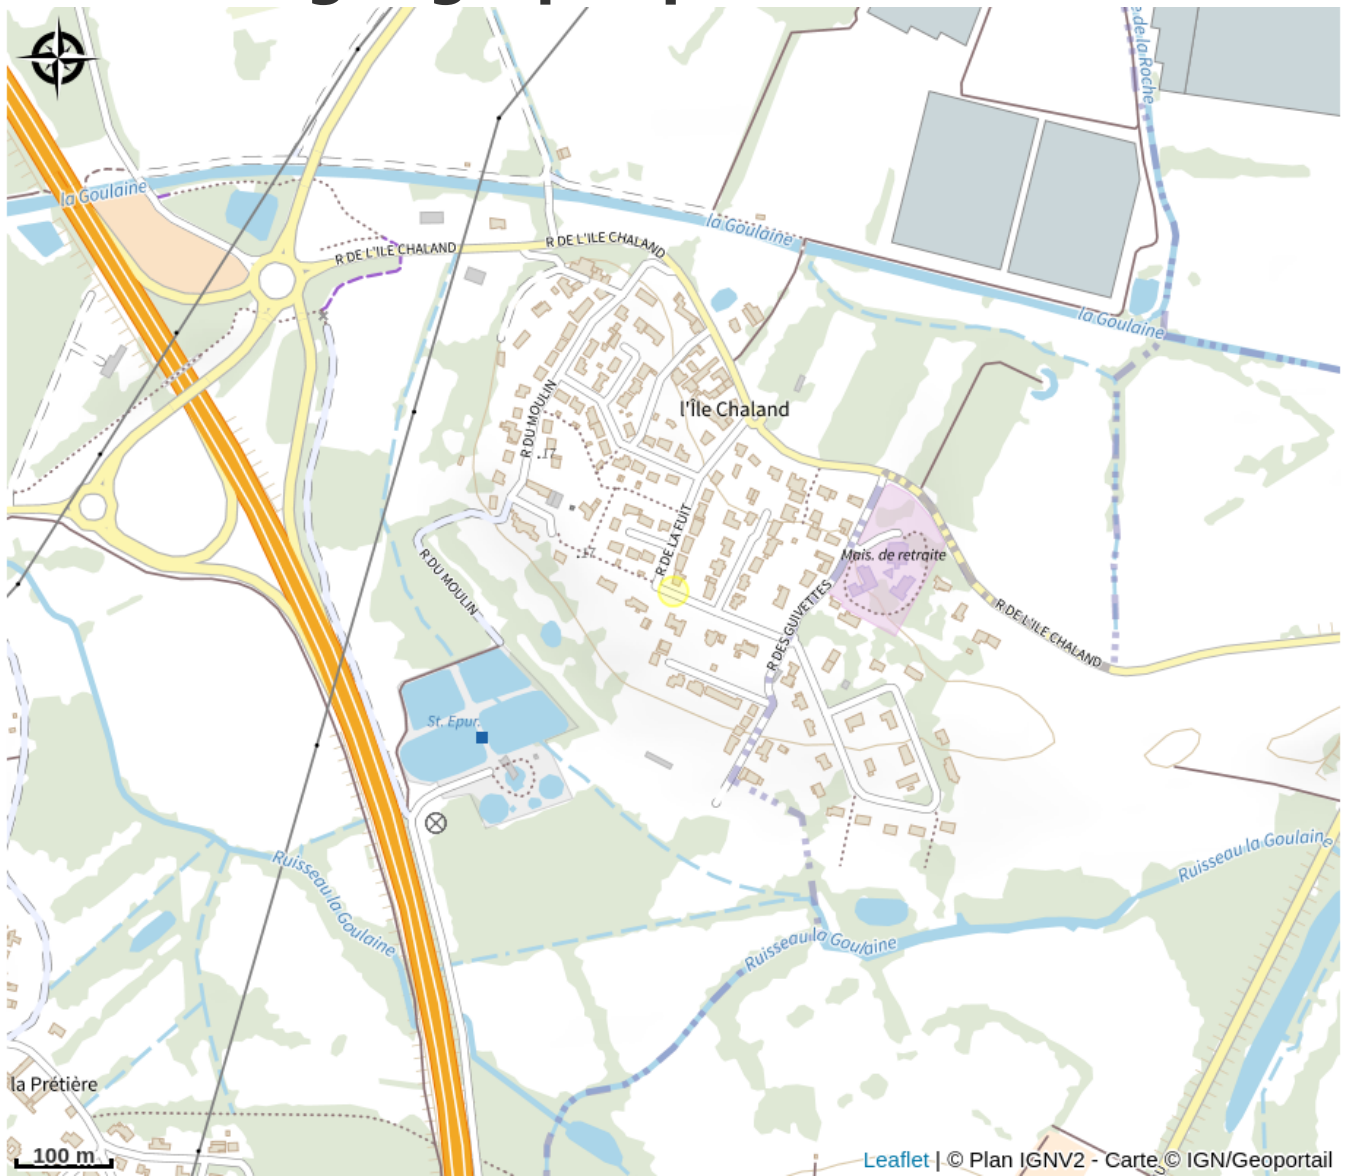 e de la Roche
la Goulaine
la Goulaine
la Goulaine
R DE L'ILE CHALAND
R DE L'ILE CHALAND
R DU MOULIN
l'Île Chaland
.17
R DE LA FUIT
.17
Mais. de retraite
R DU MOULIN
R DES GUIVETTES
R DE L'ILE CHALAND
St. Epur.
Ruisseau la Goulaine
Ruisseau la Goulaine
Ruisseau la Goulaine
la Prétière
100 m
Leaflet | © Plan IGNV2 - Carte © IGN/Geoportail